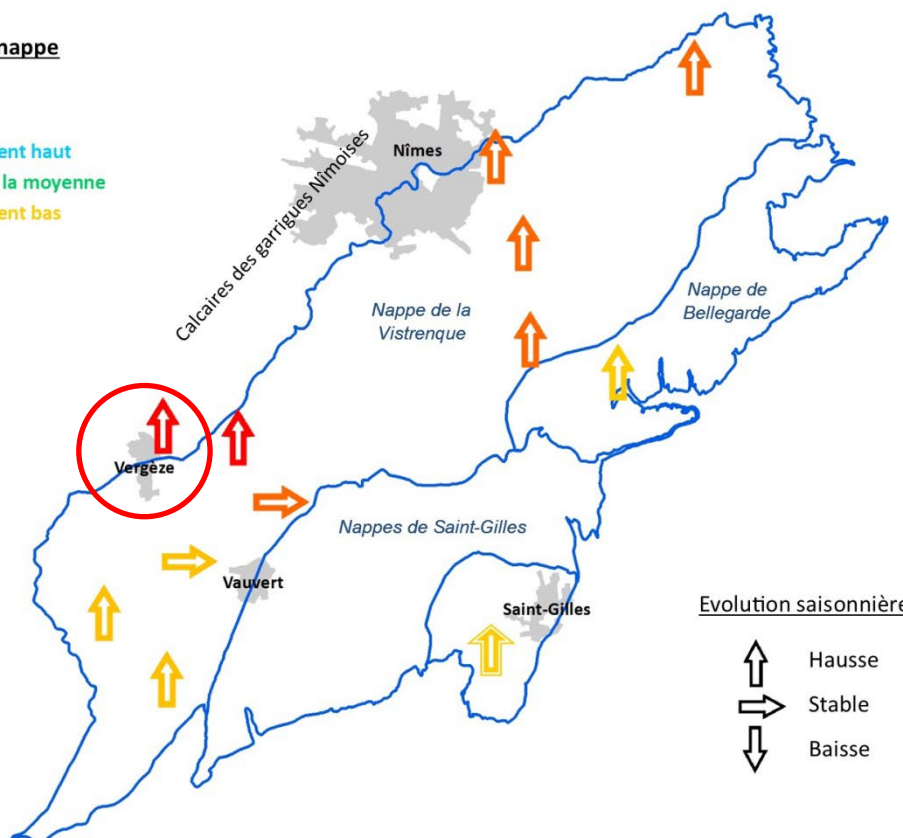 nappe
ent haut
la moyenne
ent bas
Nîmes
Calcaires des garrigues Nîmoises
Nappe de la
Vistrenque
Nappe de
Bellegarde
Vergèze
Nappes de Saint-Gilles
Vauvert
Saint-Gilles
Evolution saisonnière
Hausse
Stable
Baisse